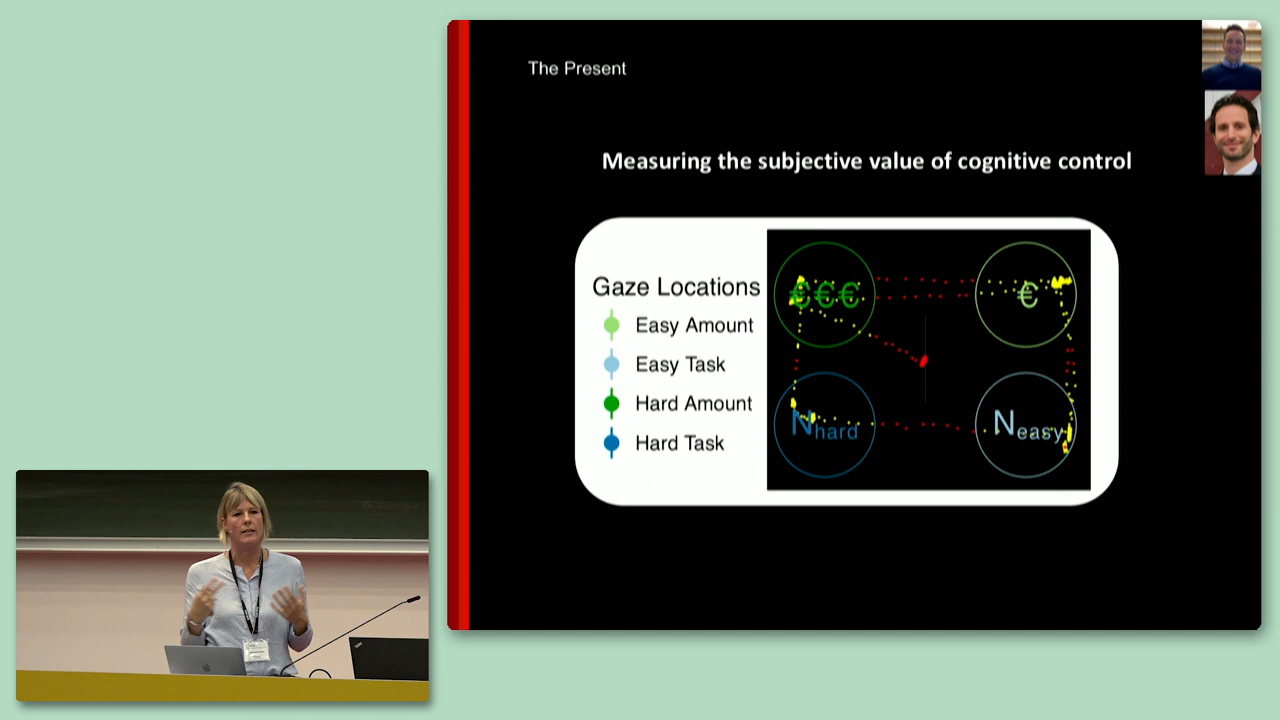 The Present
Measuring the subjective value of cognitive control
Gaze Locations
Easy Amount
Easy Task
Hard Amount
Hard Task
€€€
€
Nhard
Neasy